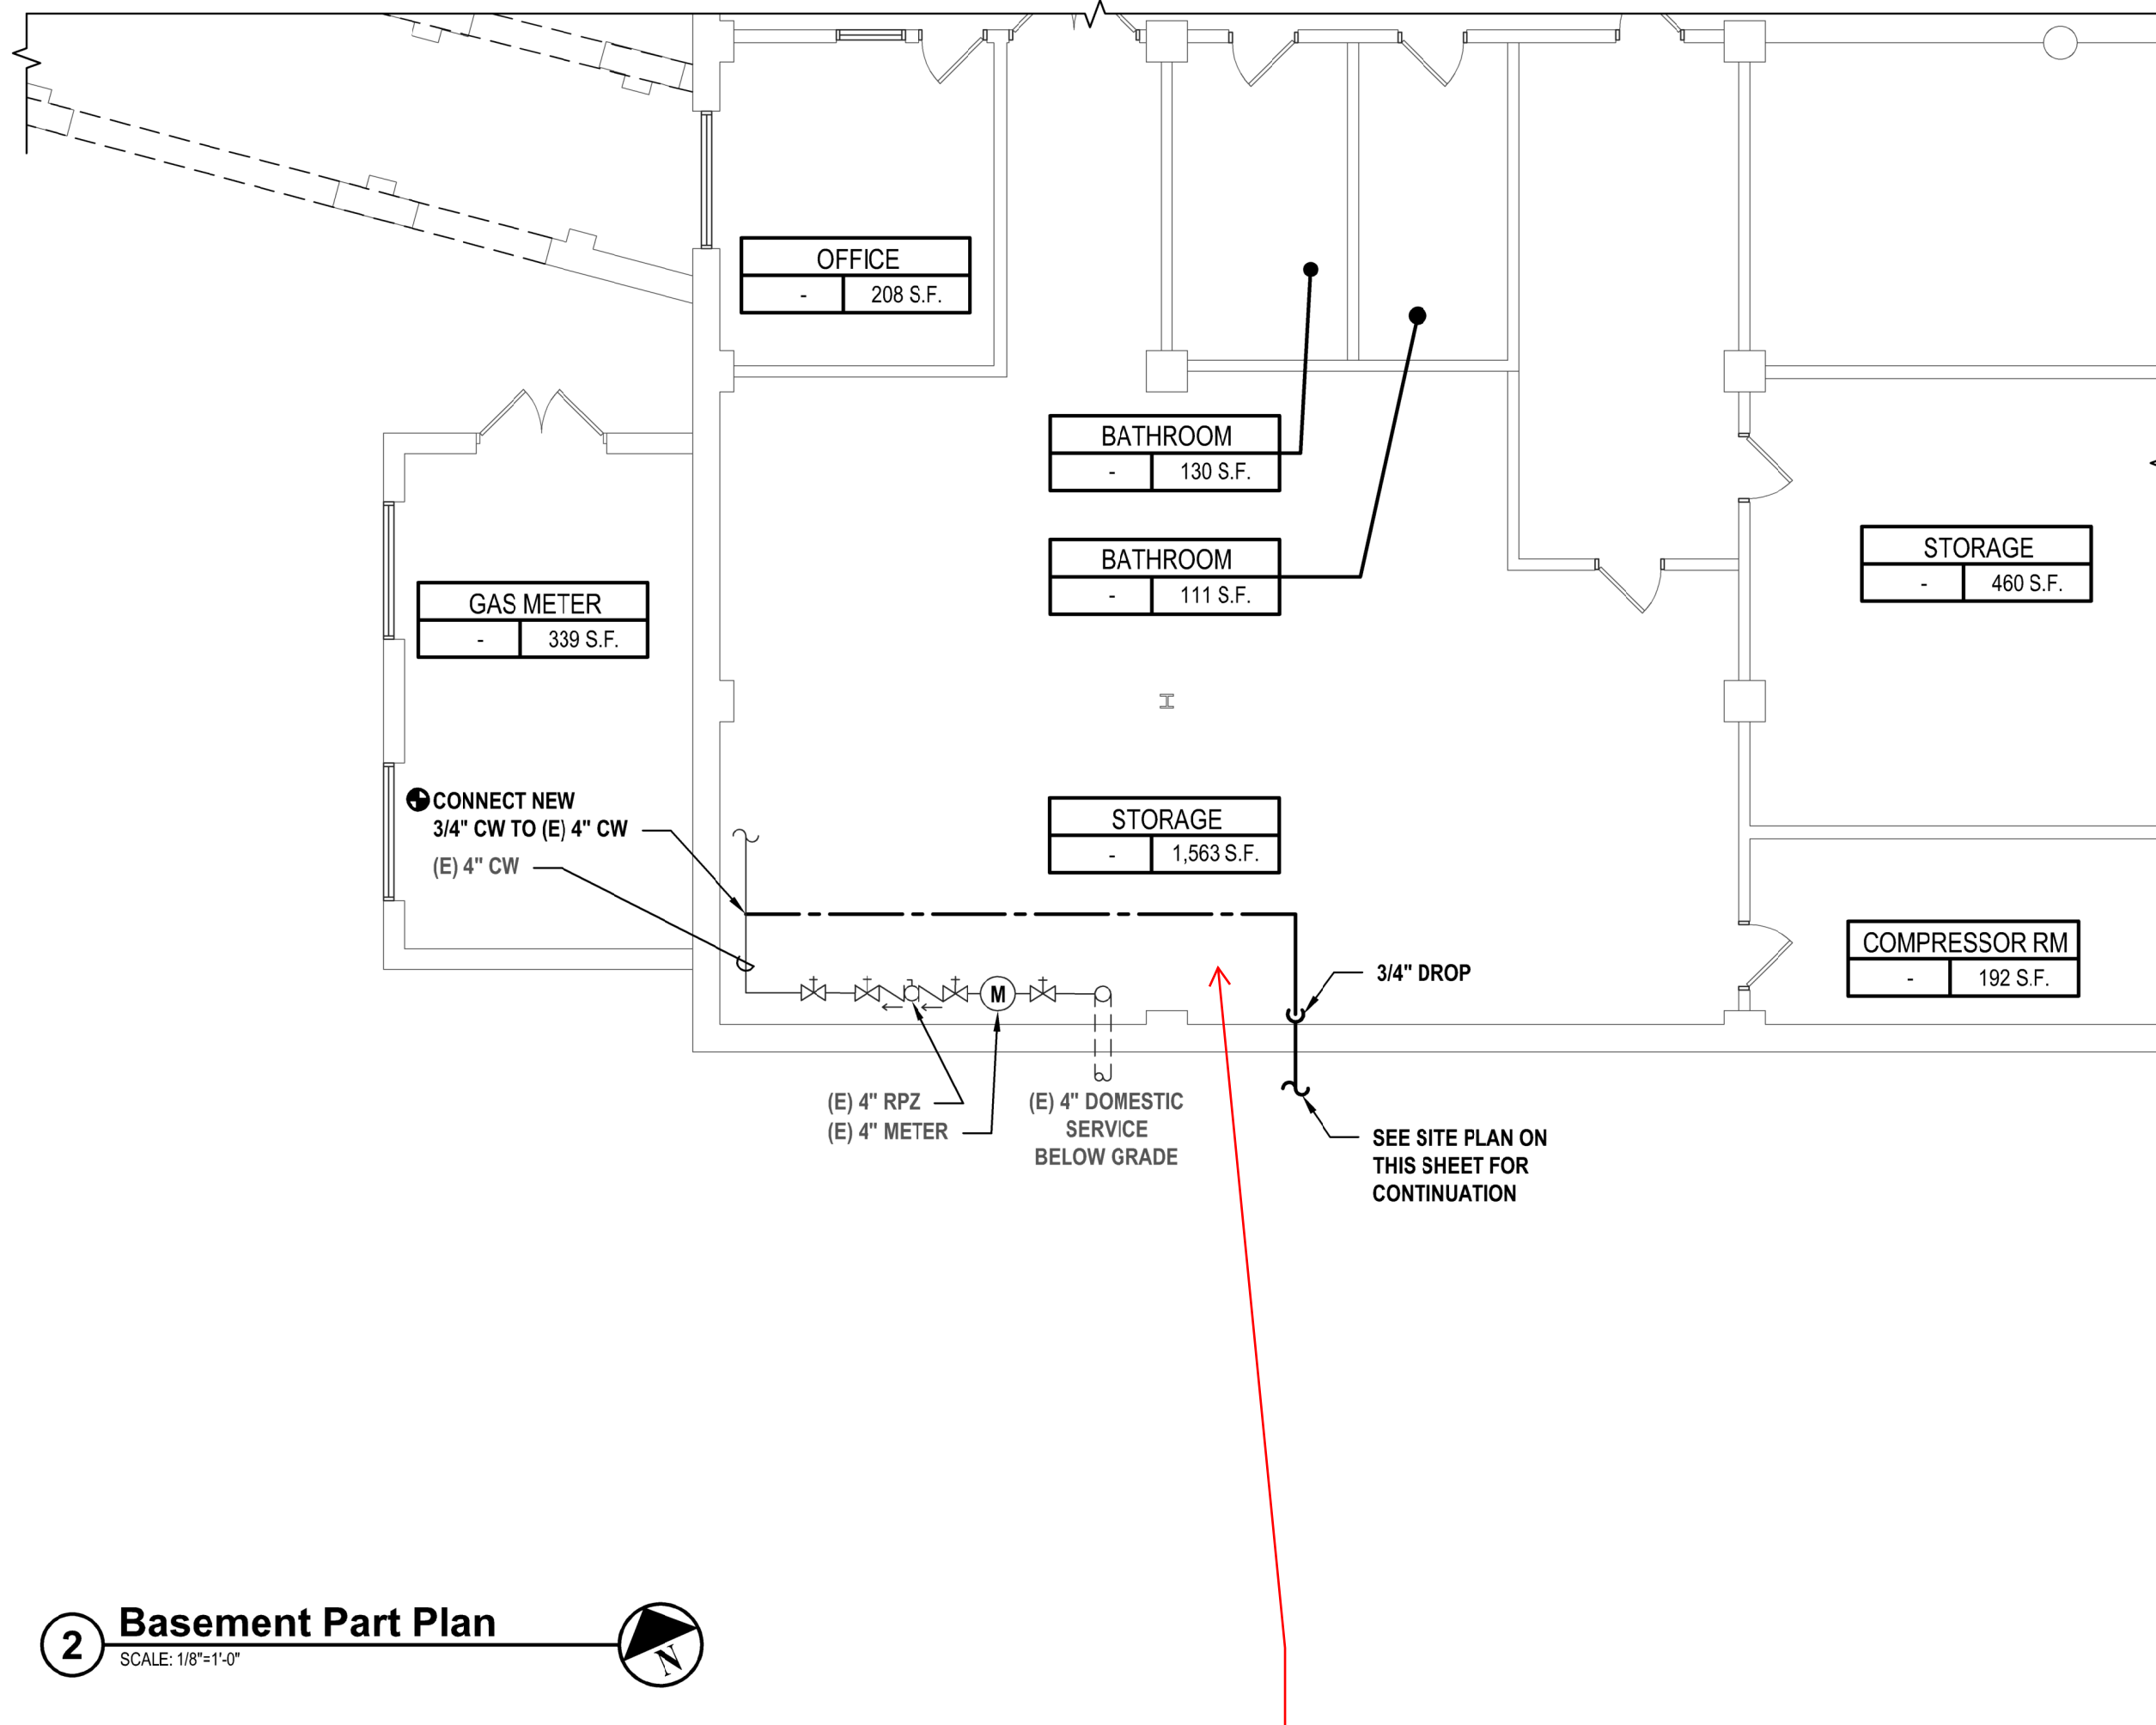 OFFICE
- 208 S.F.
BATHROOM
- 130 S.F.
BATHROOM
- 111 S.F.
STORAGE
- 460 S.F.
GAS METER
- 339 S.F.
CONNECT NEW
3/4" CW TO (E) 4" CW
(E) 4" CW
STORAGE
- 1,563 S.F.
COMPRESSOR RM
- 192 S.F.
3/4" DROP
M
(E) 4" RPZ
(E) 4" METER
(E) 4" DOMESTIC
SERVICE
BELOW GRADE
SEE SITE PLAN ON
THIS SHEET FOR
CONTINUATION
2
Basement Part Plan
SCALE: 1/8"=1'-0"
N